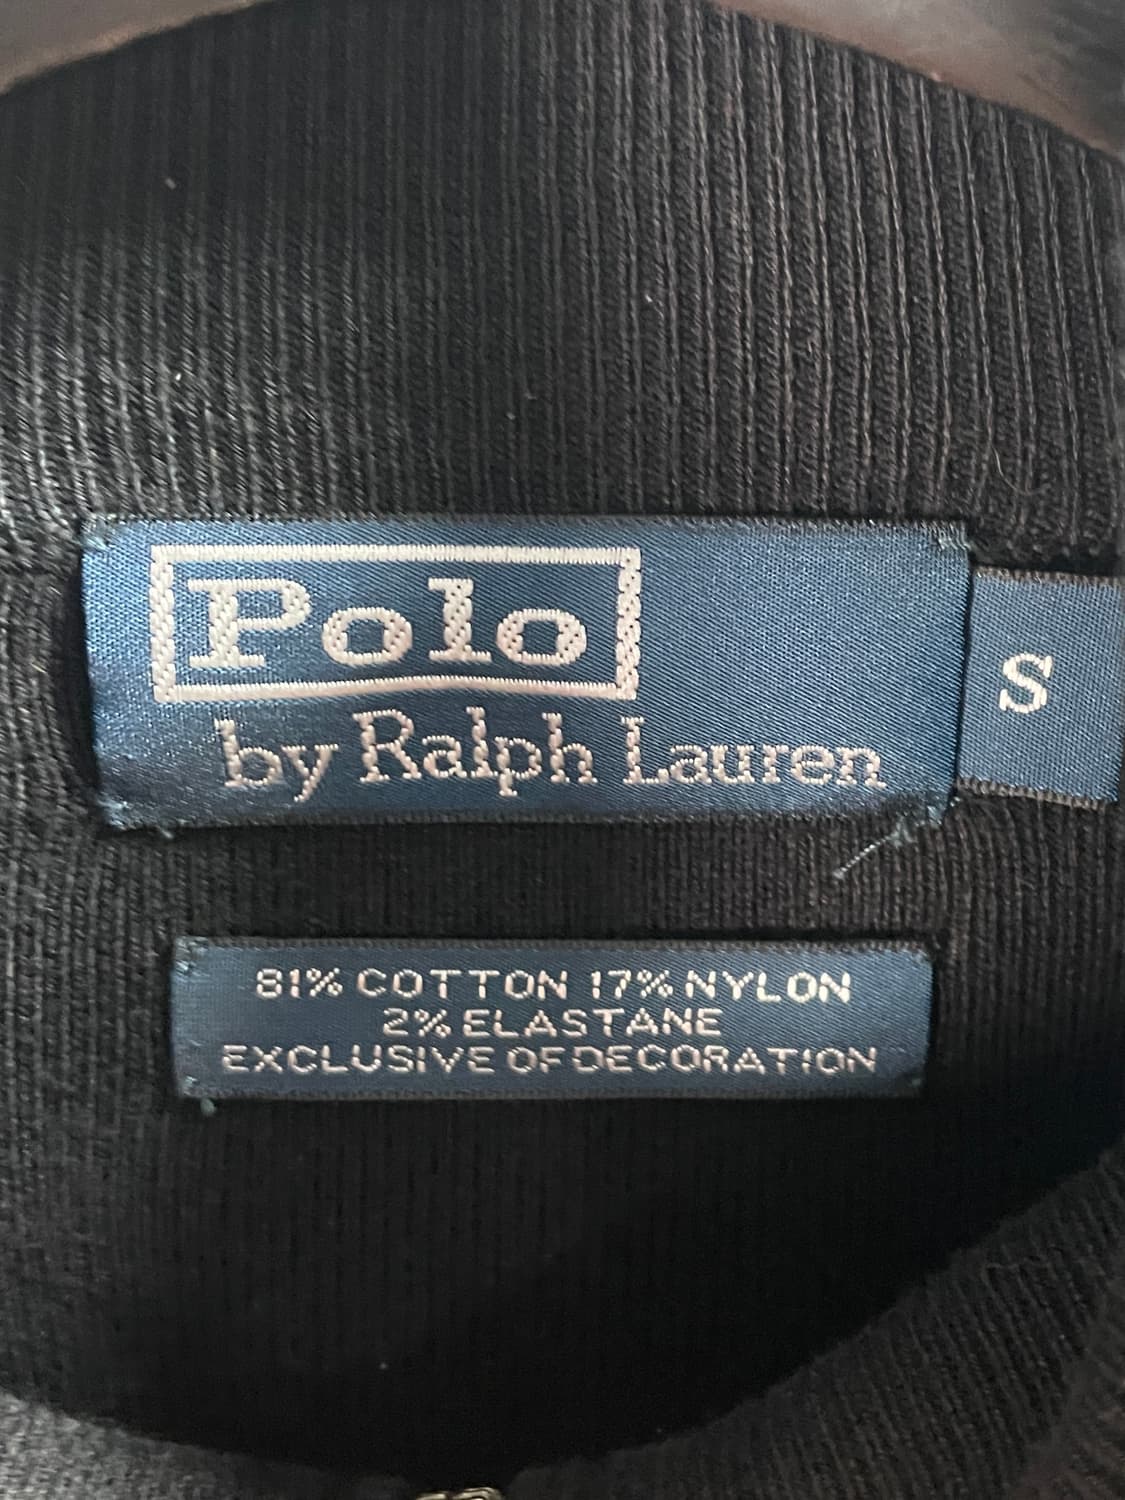 Polo
by Ralph Lauren
S
81% COTTON 17% NYLON
2% ELASTANE
EXCLUSIVE OF DECORATION